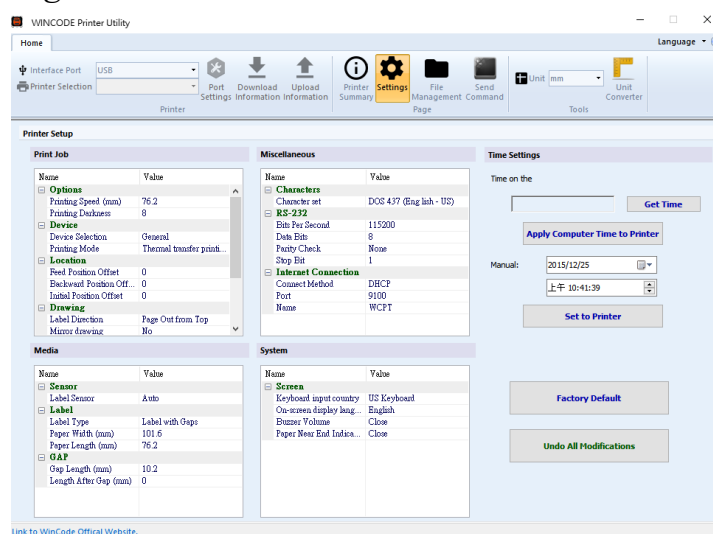 WINCODE Printer Utility
Home
Language
Interface Port USB
Printer Selection
Port Settings
Download Information
Upload Information
Printer
Printer Summary
Settings
File Management
Send Command
Page
Unit mm
Unit Converter
Tools
Printer Setup
Print Job
Name Value
Options
Printing Speed (mm) 76.2
Printing Darkness 8
Device
Device Selection General
Printing Mode Thermal transfer printi...
Location
Feed Position Offset 0
Backward Position Off... 0
Initial Position Offset 0
Drawing
Label Direction Page Out from Top
Mirror drawing No
Miscellaneous
Name Value
Characters
Character set DOS 437 (Eng lish - US)
RS-232
Bits Per Second 115200
Data Bits 8
Parity Check None
Stop Bit 1
Internet Connection
Connect Method DHCP
Port 9100
Name WCPT
Time Settings
Time on the
Get Time
Apply Computer Time to Printer
Manual: 2015/12/25
上午 10:41:39
Set to Printer
Media
Name Value
Sensor
Label Sensor Auto
Label
Label Type Label with Gaps
Paper Width (mm) 101.6
Paper Length (mm) 76.2
GAP
Gap Length (mm) 10.2
Length After Gap (mm) 0
System
Name Value
Screen
Keyboard input country US Keyboard
On-screen display lang... English
Buzzer Volume Close
Paper Near End Indica... Close
Factory Default
Undo All Modifications
Link to WinCode Offical Website.